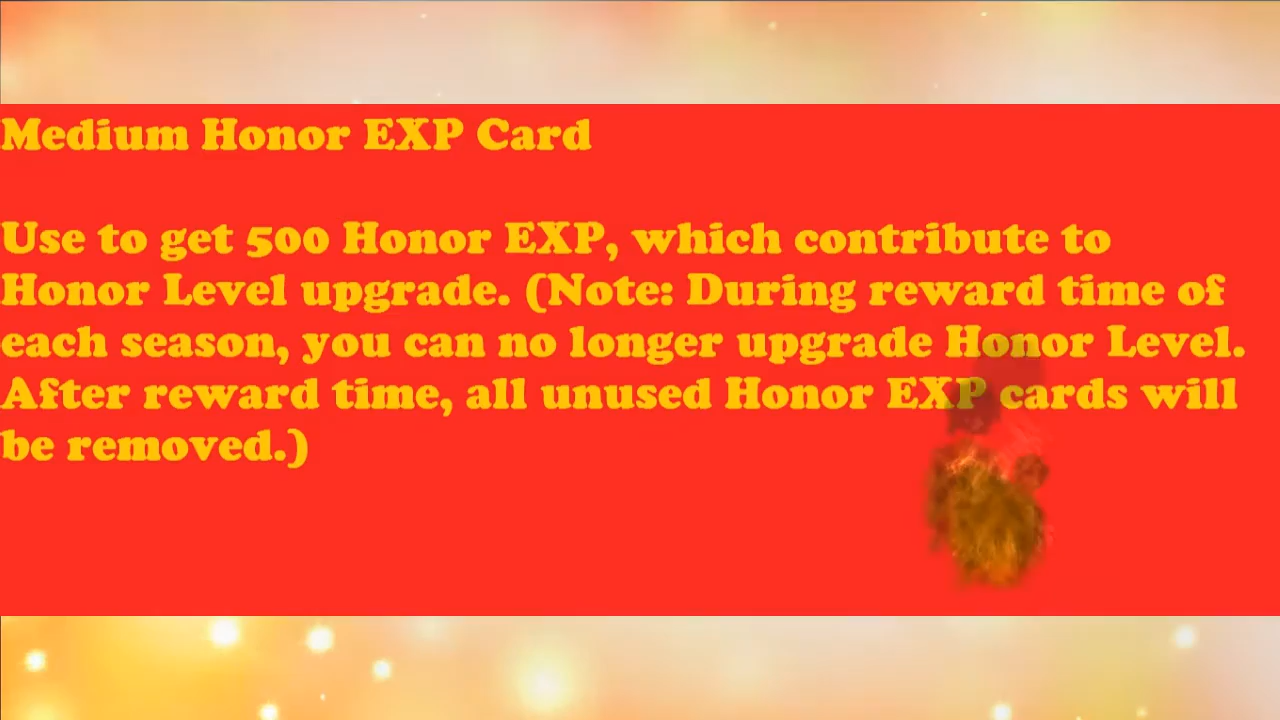 Medium Honor EXP Card
Use to get 500 Honor EXP, which contribute to
Honor Level upgrade. (Note: During reward time of
each season, you can no longer upgrade Honor Level.
After reward time, all unused Honor EXP cards will
be removed.)